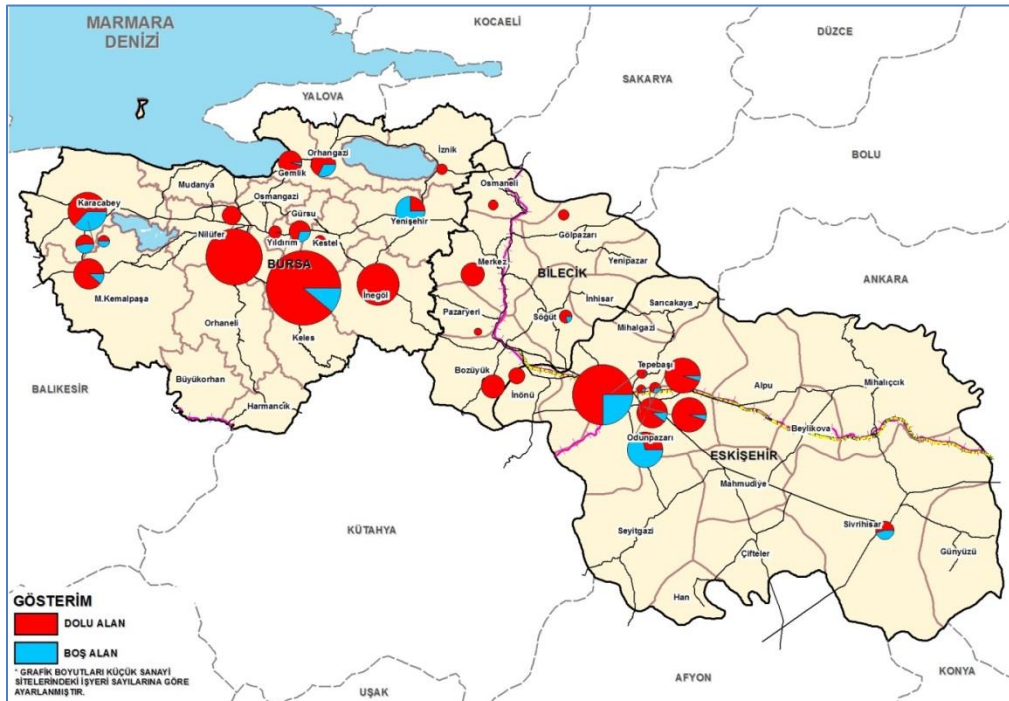 MARMARA
DENİZİ
KOCAELİ
DÜZCE
SAKARYA
YALOVA
BOLU
Orhangazi
İznik
Gemlik
Mudanya
Osmangazi
Osmaneli
Karacabey
Gürsu
Yenişehir
Gölpazarı
Nilüfer
Yıldırım
Kestel
Yenipazar
BURSA
Merkez
BİLECİK
ANKARA
M.Kemalpaşa
İnegöl
İnhisar
Sarıcakaya
Orhaneli
Pazaryeri
Söğüt
Mihalgazi
Keles
Tepebaşı
Bozüyük
Alpu
Mihalıçcık
BALIKESİR
Büyükorhan
İnönü
Harmancık
Beylikova
Odunpazarı
ESKİŞEHİR
Mahmudiye
KÜTAHYA
Seyitgazi
Sivrihisar
Çifteler
Günyüzü
Han
GÖSTERİM
DOLU ALAN
BOŞ ALAN
* GRAFİK BOYUTLARI KÜÇÜK SANAYİ
SİTELERİNDEKİ İŞYERİ SAYILARINA GÖRE
AYARLANMIŞTIR.
UŞAK
AFYON
KONYA